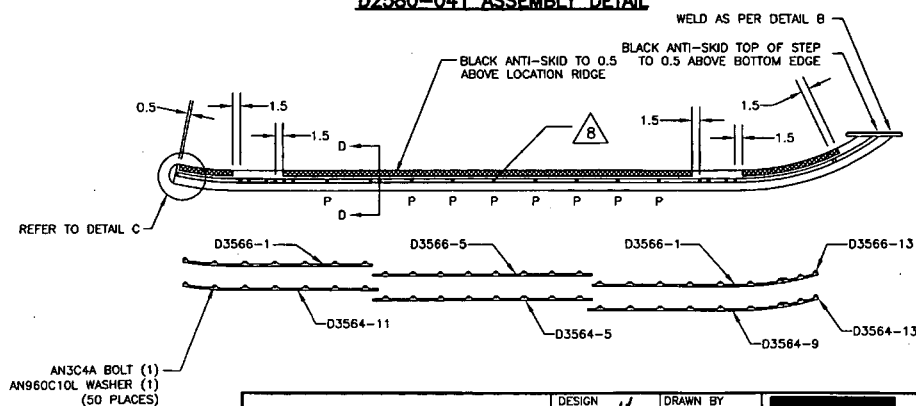 D2580-041 ASSEMBLY DETAIL
WELD AS PER DETAIL B
BLACK ANTI-SKID TO 0.5
ABOVE LOCATION RIDGE
BLACK ANTI-SKID TOP OF STEP
TO 0.5 ABOVE BOTTOM EDGE
0.5
1.5
1.5
1.5
1.5
1.5
8
D
D
P P P P P P P P
REFER TO DETAIL C
D3566-1
D3566-5
D3566-1
D3566-13
D3564-11
D3564-5
D3564-9
D3564-13
AN3C4A BOLT (1)
AN960C10L WASHER (1)
(50 PLACES)
DESIGN
DRAWN BY